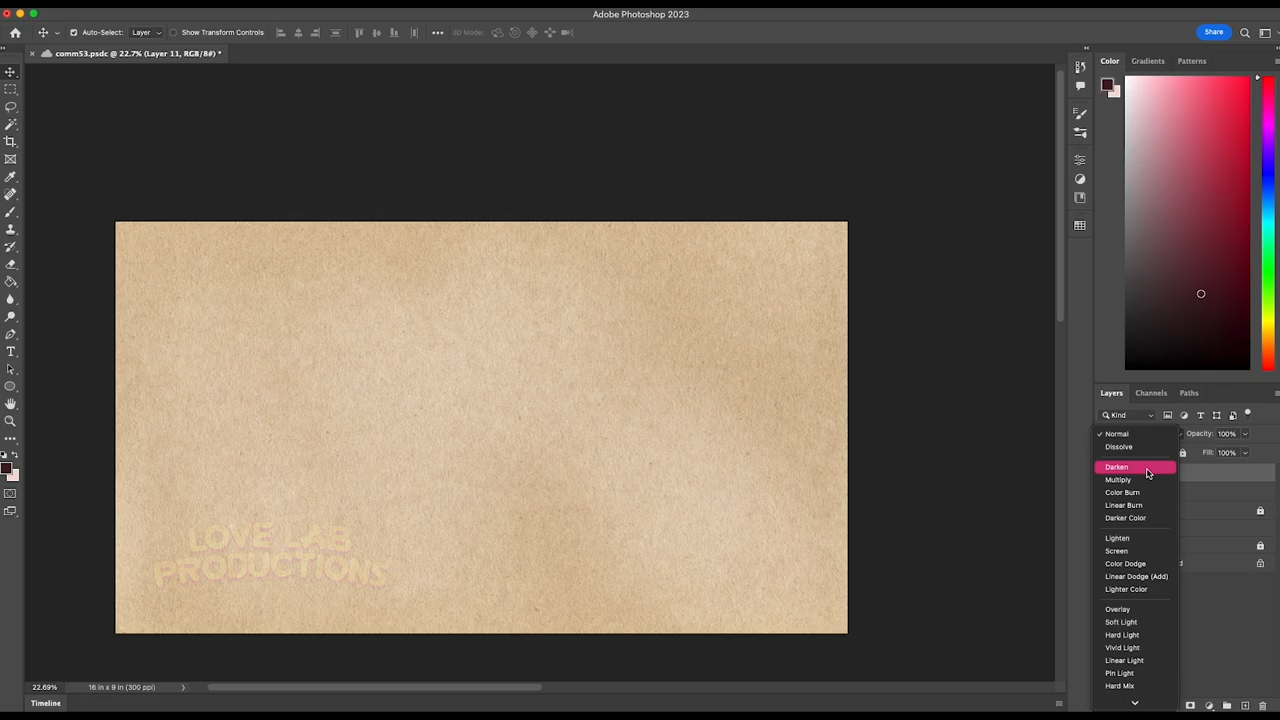 Adobe Photoshop 2023
Auto-Select: Layer Show Transform Controls ••• 3D Mode: Share
× comm53.psdc @ 22.7% (Layer 11, RGB/8#) *
Color Gradients Patterns
LOVE LAB
PRODUCTIONS
Layers Channels Paths
Kind
Normal Opacity: 100%
Dissolve Fill: 100%
Darken
Multiply
Color Burn
Linear Burn
Darker Color
Lighten
Screen
Color Dodge
Linear Dodge (Add)
Lighter Color
Overlay
Soft Light
Hard Light
Vivid Light
Linear Light
Pin Light
Hard Mix
22.69% 16 in x 9 in (300 ppi)
Timeline